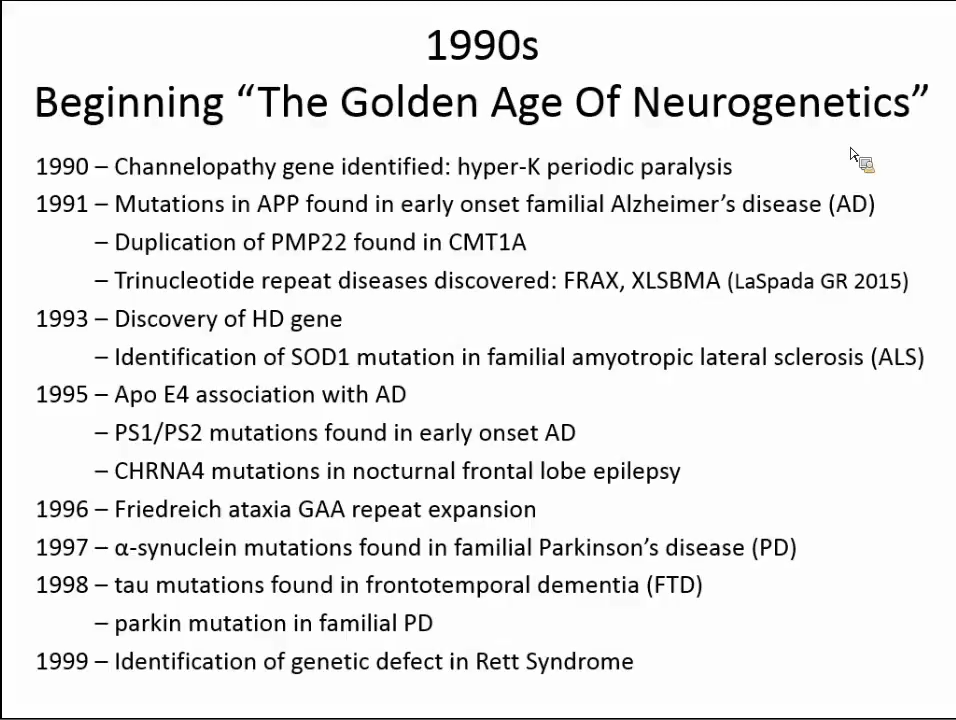 1990s
Beginning “The Golden Age Of Neurogenetics”
1990 – Channelopathy gene identified: hyper-K periodic paralysis
1991 – Mutations in APP found in early onset familial Alzheimer’s disease (AD)
– Duplication of PMP22 found in CMT1A
– Trinucleotide repeat diseases discovered: FRAX, XLSBMA (LaSpada GR 2015)
1993 – Discovery of HD gene
– Identification of SOD1 mutation in familial amyotropic lateral sclerosis (ALS)
1995 – Apo E4 association with AD
– PS1/PS2 mutations found in early onset AD
– CHRNA4 mutations in nocturnal frontal lobe epilepsy
1996 – Friedreich ataxia GAA repeat expansion
1997 – α-synuclein mutations found in familial Parkinson’s disease (PD)
1998 – tau mutations found in frontotemporal dementia (FTD)
– parkin mutation in familial PD
1999 – Identification of genetic defect in Rett Syndrome